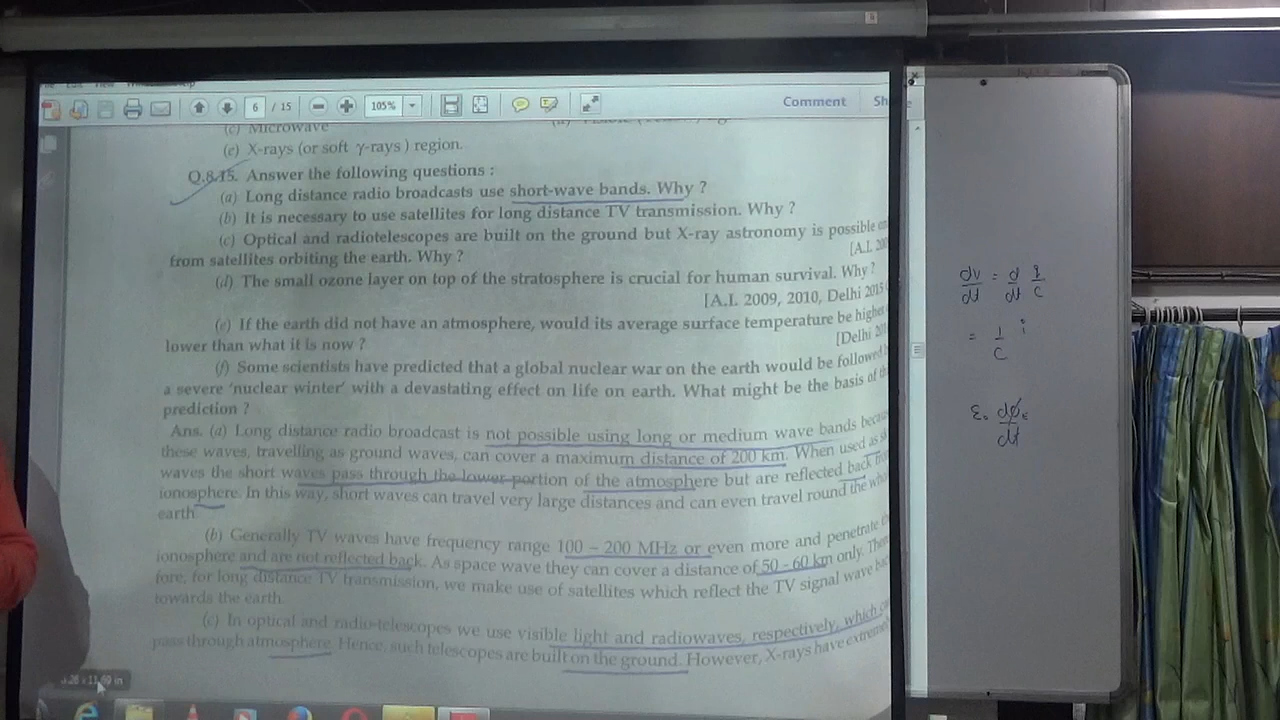 6 / 15
105%
Comment
Sh
(c) Microwave
(e) X-rays (or soft γ-rays ) region.
Q.8.15. Answer the following questions :
(a) Long distance radio broadcasts use short-wave bands. Why ?
(b) It is necessary to use satellites for long distance TV transmission. Why ?
(c) Optical and radiotelescopes are built on the ground but X-ray astronomy is possible
from satellites orbiting the earth. Why ?
[A.I. 20
(d) The small ozone layer on top of the stratosphere is crucial for human survival. Why ?
[A.I. 2009, 2010, Delhi 2015
(e) If the earth did not have an atmosphere, would its average surface temperature be higher
lower than what it is now ?
[Delhi 20
(f) Some scientists have predicted that a global nuclear war on the earth would be followed
a severe 'nuclear winter' with a devastating effect on life on earth. What might be the basis of
prediction ?
Ans. (a) Long distance radio broadcast is not possible using long or medium wave bands
these waves, travelling as ground waves, can cover a maximum distance of 200 km. When used as
waves the short waves pass through the lower portion of the atmosphere but are reflected back
ionosphere. In this way, short waves can travel very large distances and can even travel round the
earth.
(b) Generally TV waves have frequency range 100 – 200 MHz or even more and penetrate
ionosphere and are not reflected back. As space wave they can cover a distance of 50 - 60 km only. There
fore, for long distance TV transmission, we make use of satellites which reflect the TV signal wave
towards the earth.
(c) In optical and radio-telescopes we use visible light and radiowaves, respectively, which
pass through atmosphere. Hence, such telescopes are built on the ground. However, X-rays have
dv/dt = d/dt q/c
= 1/C i
ε₀ dφE/dt